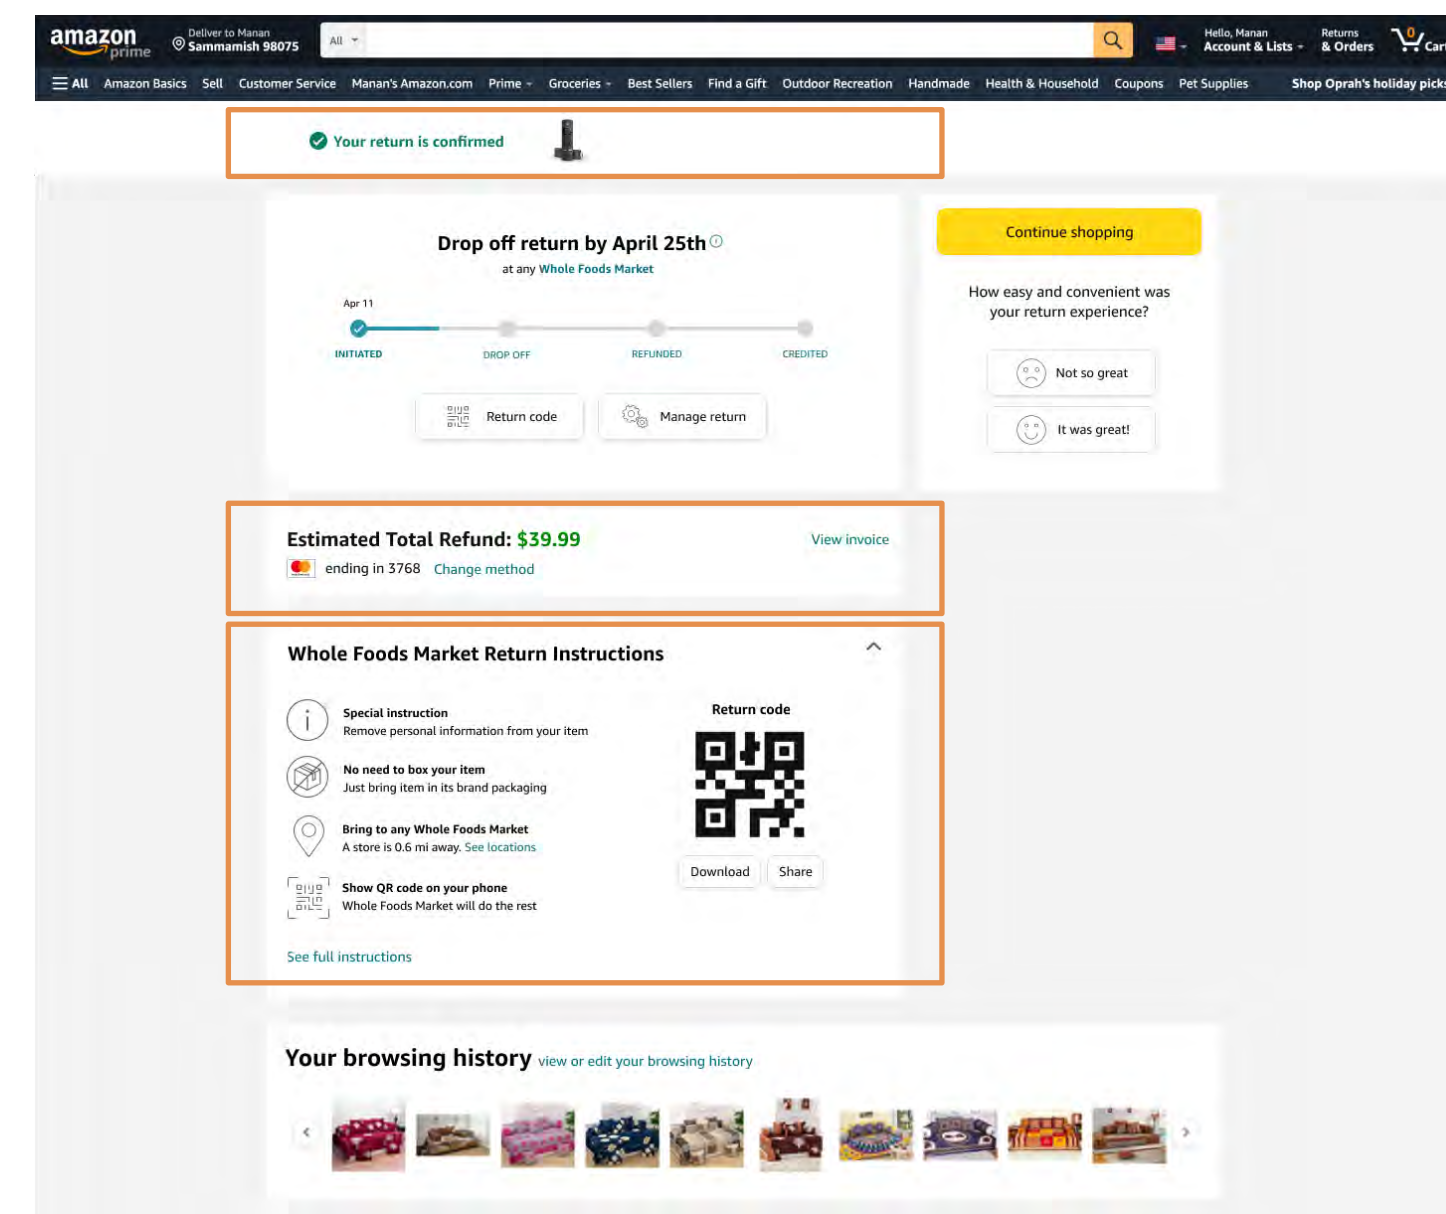 amazon
prime
Deliver to Manan
Sammamish 98075
All
Hello, Manan
Account & Lists
Returns
& Orders
0
Cart
All Amazon Basics Sell Customer Service Manan's Amazon.com Prime Groceries Best Sellers Find a Gift Outdoor Recreation Handmade Health & Household Coupons Pet Supplies Shop Oprah's holiday picks
Your return is confirmed
Drop off return by April 25th
at any Whole Foods Market
Apr 11
INITIATED DROP OFF REFUNDED CREDITED
Return code Manage return
Continue shopping
How easy and convenient was
your return experience?
Not so great
It was great!
Estimated Total Refund: $39.99
View invoice
ending in 3768 Change method
Whole Foods Market Return Instructions
Special instruction
Remove personal information from your item
No need to box your item
Just bring item in its brand packaging
Bring to any Whole Foods Market
A store is 0.6 mi away. See locations
Show QR code on your phone
Whole Foods Market will do the rest
See full instructions
Return code
Download Share
Your browsing history view or edit your browsing history